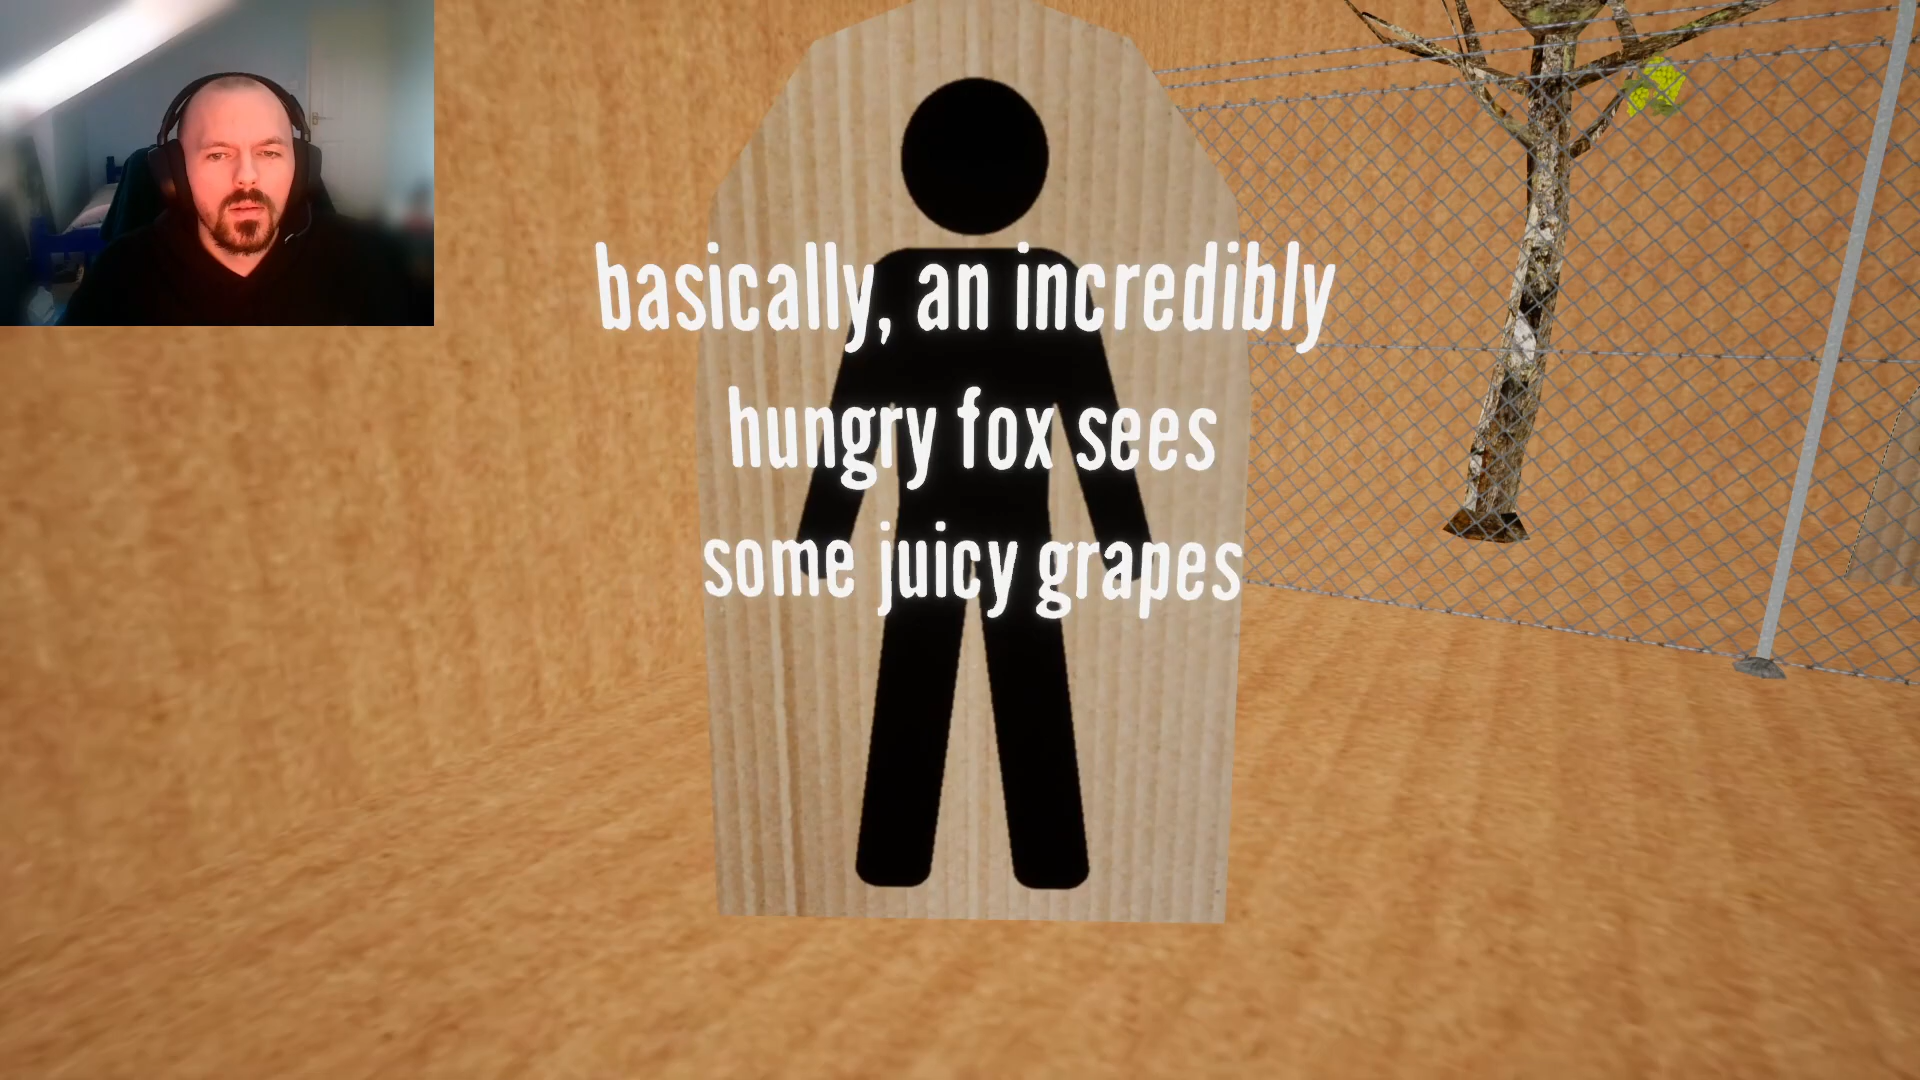 basically, an incredibly
hungry fox sees
some juicy grapes